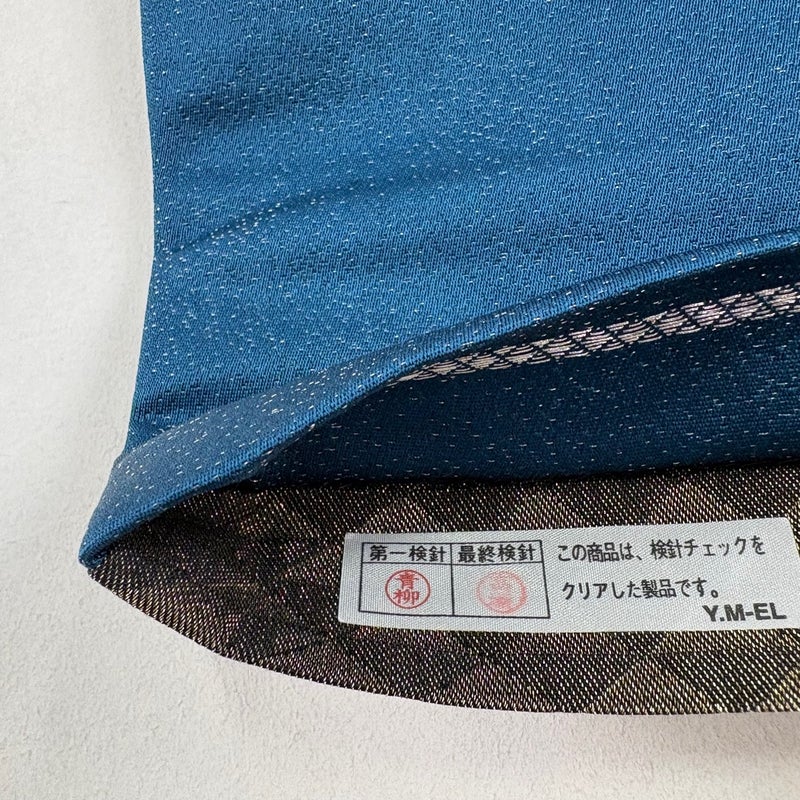 第一検針 最終検針
青柳
この商品は、検針チェックを
クリアした製品です。
Y.M-EL